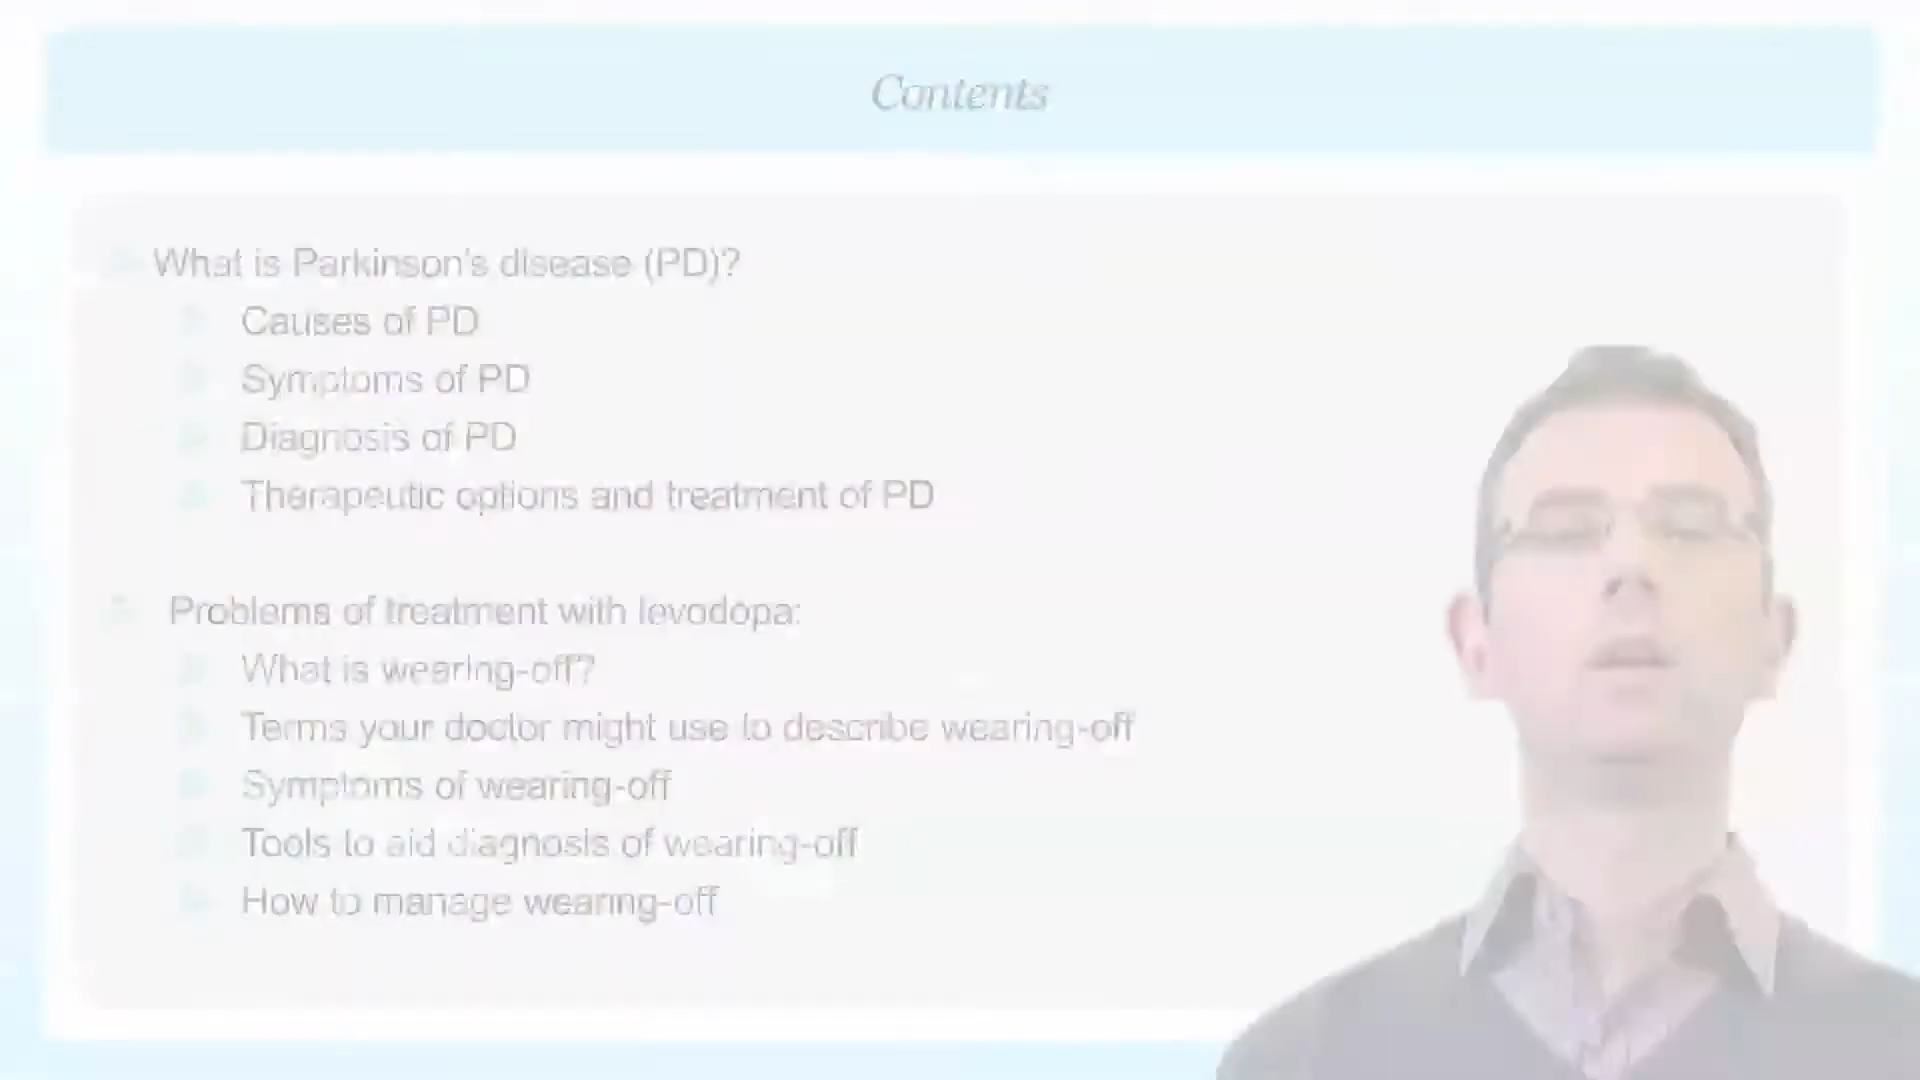 Contents
What is Parkinson's disease (PD)?
Causes of PD
Symptoms of PD
Diagnosis of PD
Therapeutic options and treatment of PD
Problems of treatment with levodopa:
What is wearing-off?
Terms your doctor might use to describe wearing-off
Symptoms of wearing-off
Tools to aid diagnosis of wearing-off
How to manage wearing-off